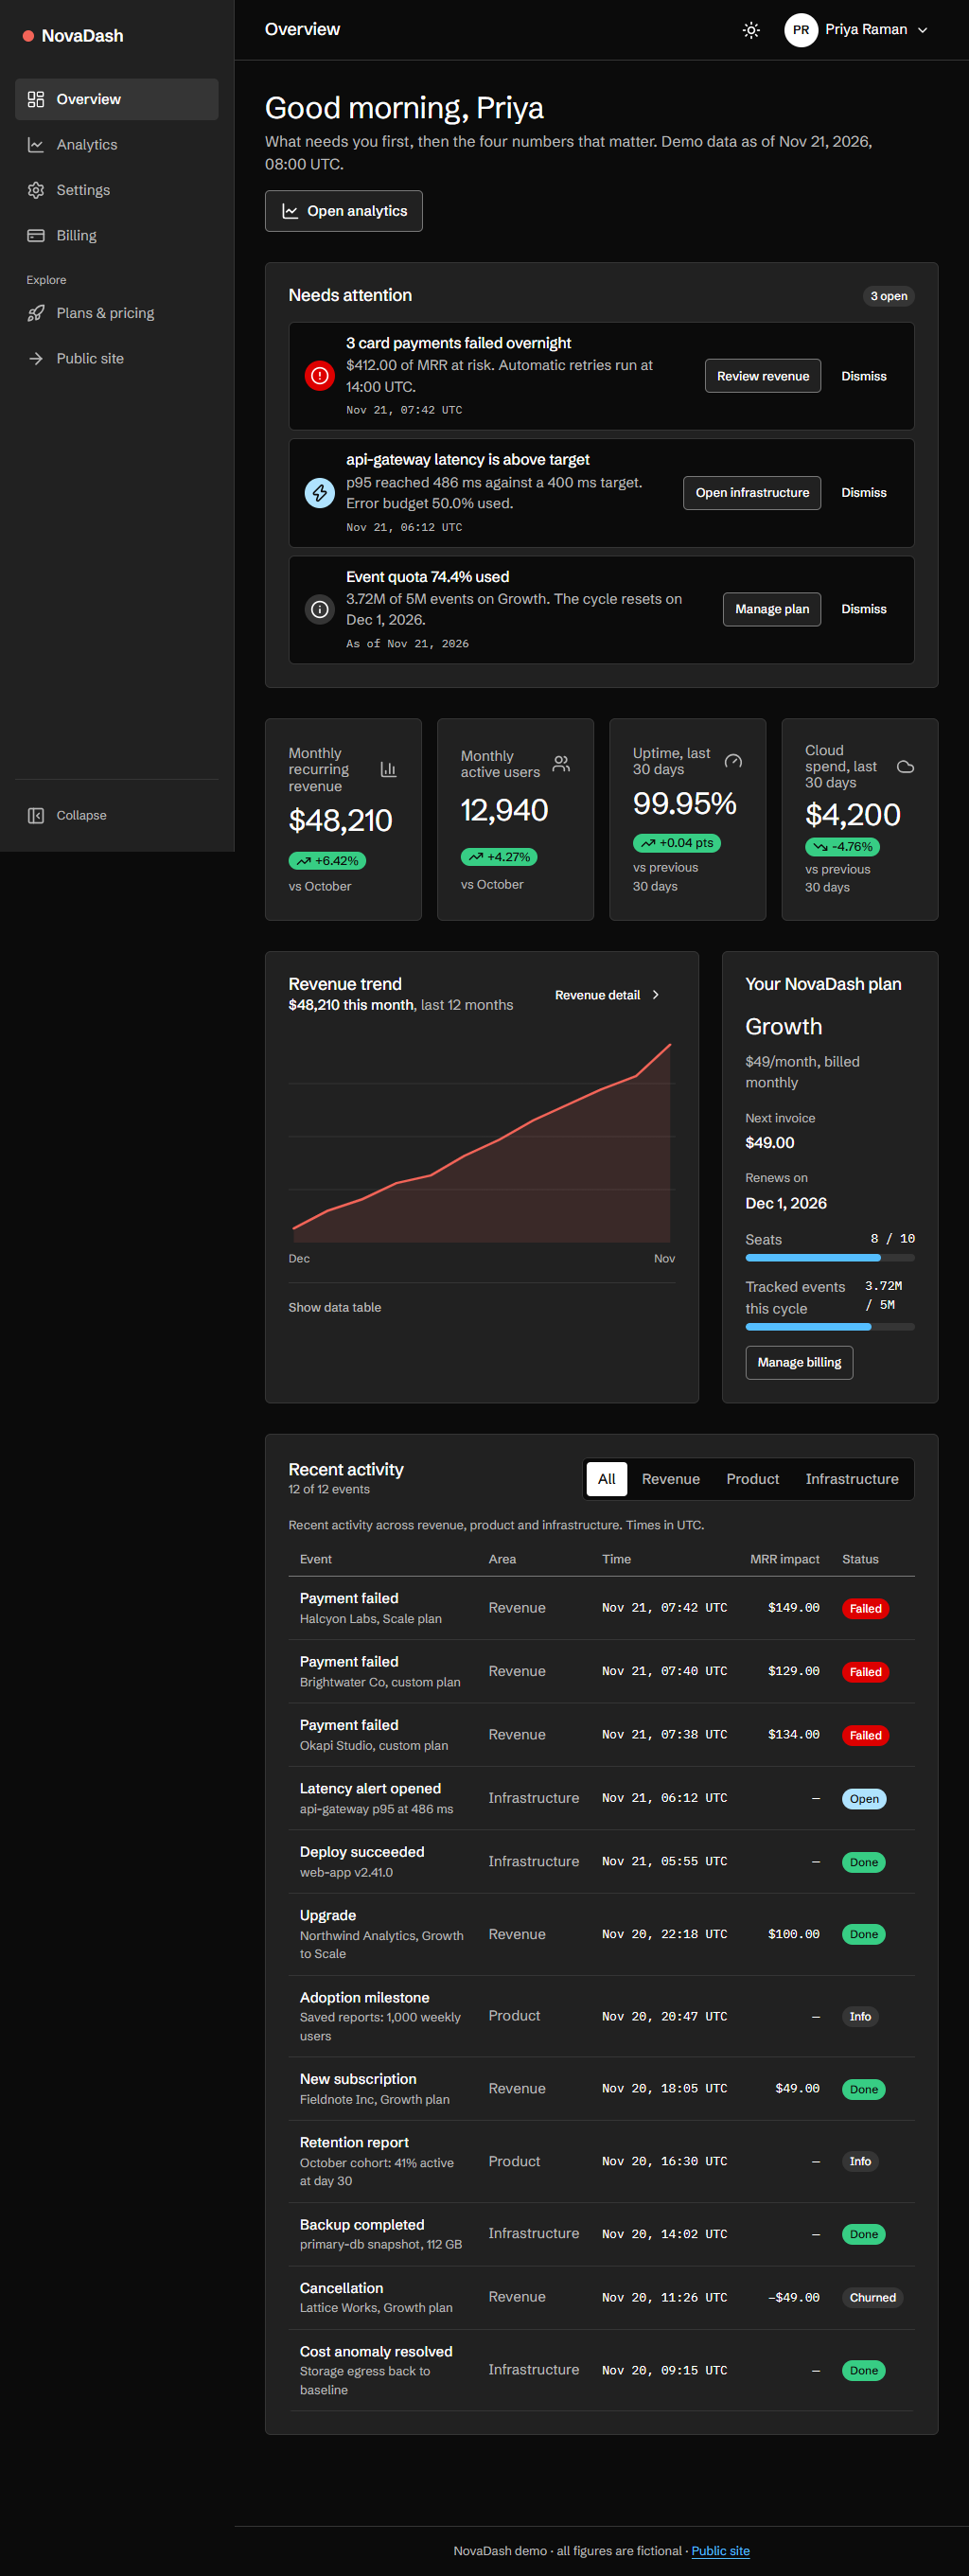 NovaDash
Overview
Analytics
Settings
Billing
Explore
Plans & pricing
Public site
Collapse
Overview
PR
Priya Raman
Good morning, Priya
What needs you first, then the four numbers that matter. Demo data as of Nov 21, 2026,
08:00 UTC.
Open analytics
Needs attention
3 open
3 card payments failed overnight
$412.00 of MRR at risk. Automatic retries run at
14:00 UTC.
Nov 21, 07:42 UTC
Review revenue
Dismiss
api-gateway latency is above target
p95 reached 486 ms against a 400 ms target.
Error budget 50.0% used.
Nov 21, 06:12 UTC
Open infrastructure
Dismiss
Event quota 74.4% used
3.72M of 5M events on Growth. The cycle resets on
Dec 1, 2026.
As of Nov 21, 2026
Manage plan
Dismiss
Monthly
recurring
revenue
$48,210
+6.42%
vs October
Monthly
active users
12,940
+4.27%
vs October
Uptime, last
30 days
99.95%
+0.04 pts
vs previous
30 days
Cloud
spend, last
30 days
$4,200
-4.76%
vs previous
30 days
Revenue trend
$48,210 this month, last 12 months
Revenue detail
Dec
Nov
Show data table
Your NovaDash plan
Growth
$49/month, billed
monthly
Next invoice
$49.00
Renews on
Dec 1, 2026
Seats
8 / 10
Tracked events
this cycle
3.72M
/ 5M
Manage billing
Recent activity
12 of 12 events
All
Revenue
Product
Infrastructure
Recent activity across revenue, product and infrastructure. Times in UTC.
Event Area Time MRR impact Status
Payment failed
Halcyon Labs, Scale plan
Revenue Nov 21, 07:42 UTC $149.00 Failed
Payment failed
Brightwater Co, custom plan
Revenue Nov 21, 07:40 UTC $129.00 Failed
Payment failed
Okapi Studio, custom plan
Revenue Nov 21, 07:38 UTC $134.00 Failed
Latency alert opened
api-gateway p95 at 486 ms
Infrastructure Nov 21, 06:12 UTC – Open
Deploy succeeded
web-app v2.41.0
Infrastructure Nov 21, 05:55 UTC – Done
Upgrade
Northwind Analytics, Growth
to Scale
Revenue Nov 20, 22:18 UTC $100.00 Done
Adoption milestone
Saved reports: 1,000 weekly
users
Product Nov 20, 20:47 UTC – Info
New subscription
Fieldnote Inc, Growth plan
Revenue Nov 20, 18:05 UTC $49.00 Done
Retention report
October cohort: 41% active
at day 30
Product Nov 20, 16:30 UTC – Info
Backup completed
primary-db snapshot, 112 GB
Infrastructure Nov 20, 14:02 UTC – Done
Cancellation
Lattice Works, Growth plan
Revenue Nov 20, 11:26 UTC −$49.00 Churned
Cost anomaly resolved
Storage egress back to
baseline
Infrastructure Nov 20, 09:15 UTC – Done
NovaDash demo · all figures are fictional · Public site